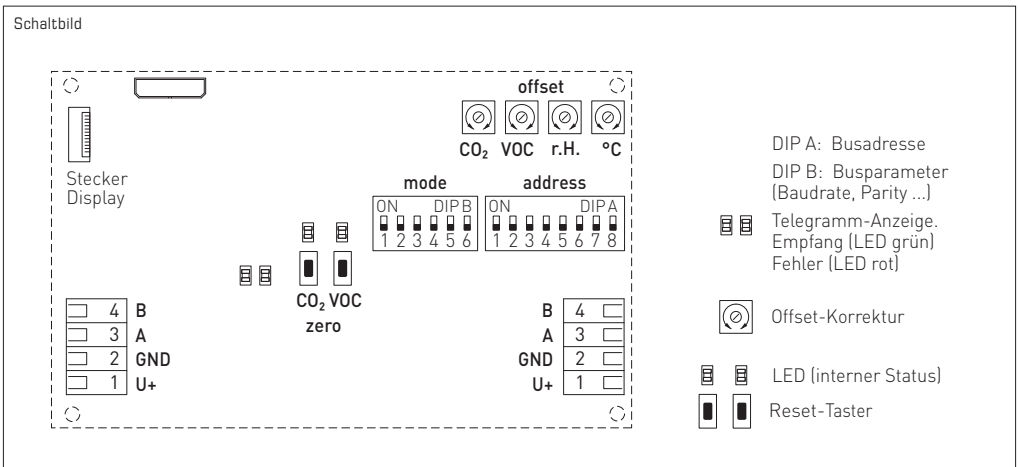 Schaltbild
offset
CO₂ VOC r.H. °C
Stecker
Display
mode
address
ON DIP B
1 2 3 4 5 6
ON DIP A
1 2 3 4 5 6 7 8
CO₂ VOC
zero
4 B
3 A
2 GND
1 U+
B 4
A 3
GND 2
U+ 1
DIP A: Busadresse
DIP B: Busparameter
(Baudrate, Parity ...)
Telegramm-Anzeige.
Empfang (LED grün)
Fehler (LED rot)
Offset-Korrektur
LED (interner Status)
Reset-Taster